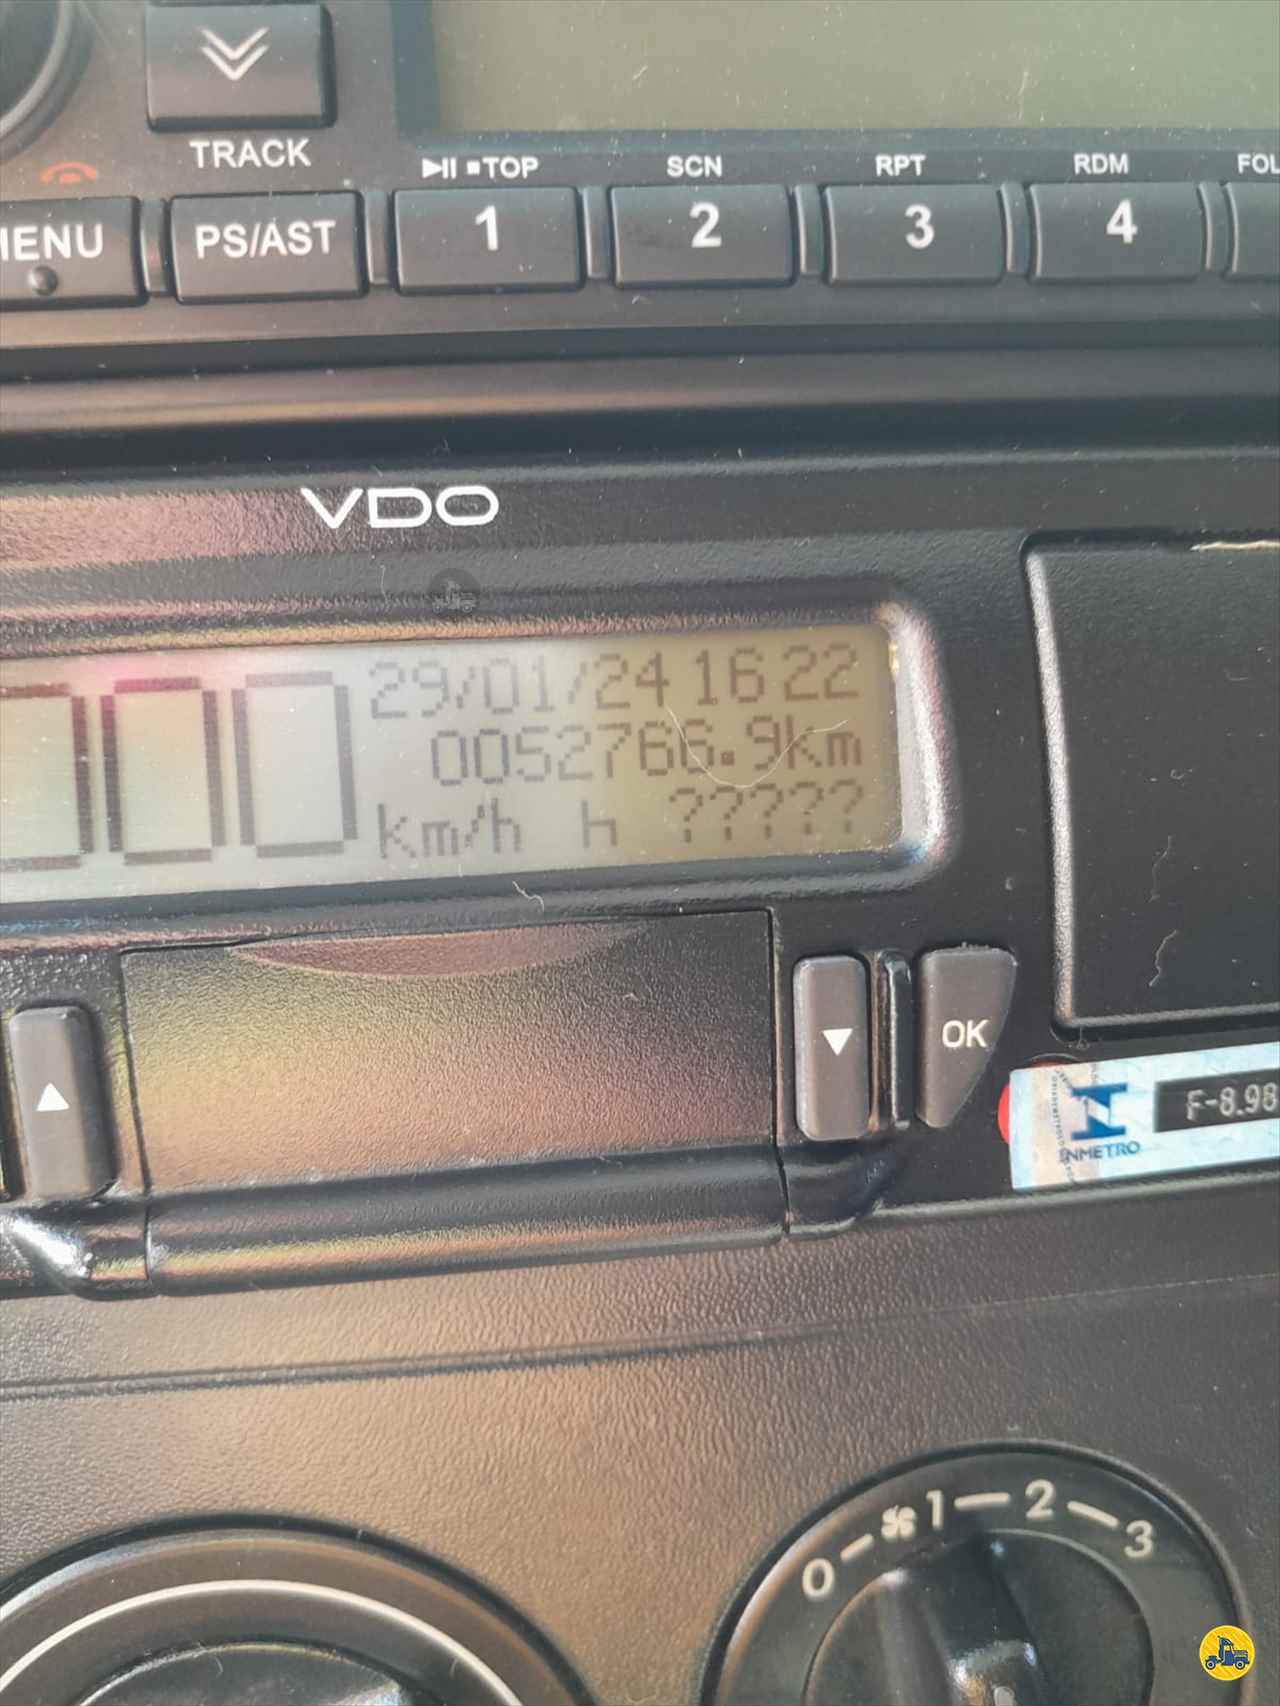 TRACK
TOP SCN RPT RDM
MENU PS/AST 1 2 3 4
VDO
29/01/24 16 22
000 0052766.9km
km/h h ?????
OK
INMETRO F-8.98
0 1 2 3